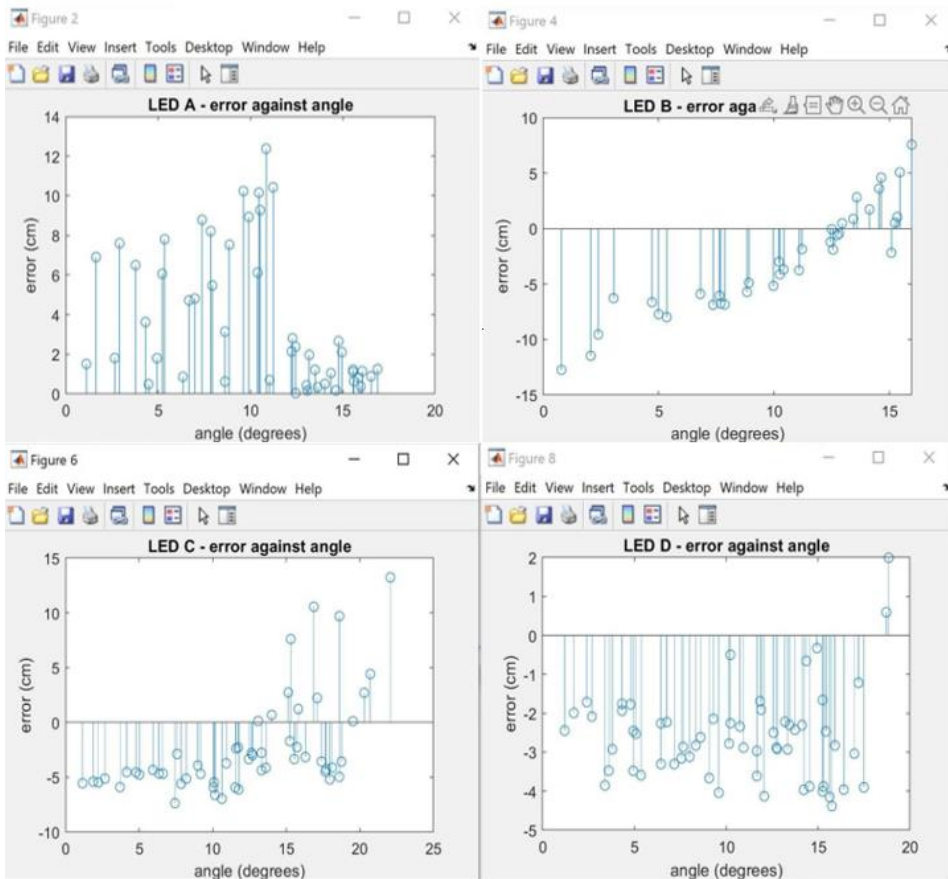 Figure 2
File Edit View Insert Tools Desktop Window Help
LED A - error against angle
14
12
10
8
6
4
2
0
error (cm)
0 5 10 15 20
angle (degrees)
Figure 4
File Edit View Insert Tools Desktop Window Help
LED B - error aga
10
5
0
-5
-10
-15
error (cm)
0 5 10 15
angle (degrees)
Figure 6
File Edit View Insert Tools Desktop Window Help
LED C - error against angle
15
10
5
0
-5
-10
error (cm)
0 5 10 15 20 25
angle (degrees)
Figure 8
File Edit View Insert Tools Desktop Window Help
LED D - error against angle
2
1
0
-1
-2
-3
-4
-5
error (cm)
0 5 10 15 20
angle (degrees)